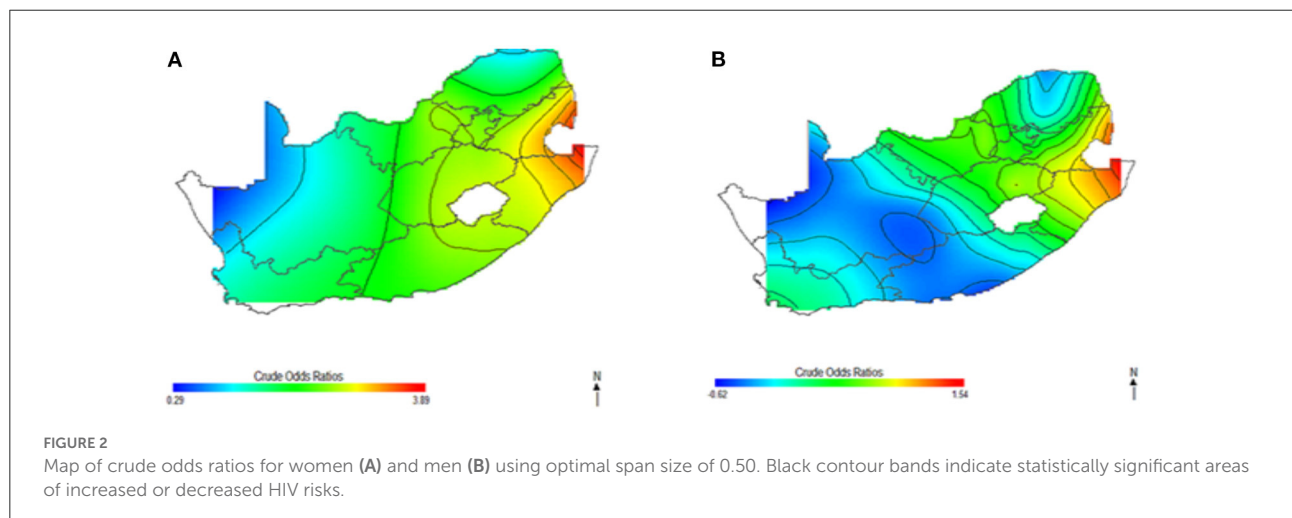 A
B
Crude Odds Ratios
0.29
3.89
N
Crude Odds Ratios
-0.62
1.54
N
FIGURE 2
Map of crude odds ratios for women (A) and men (B) using optimal span size of 0.50. Black contour bands indicate statistically significant areas
of increased or decreased HIV risks.